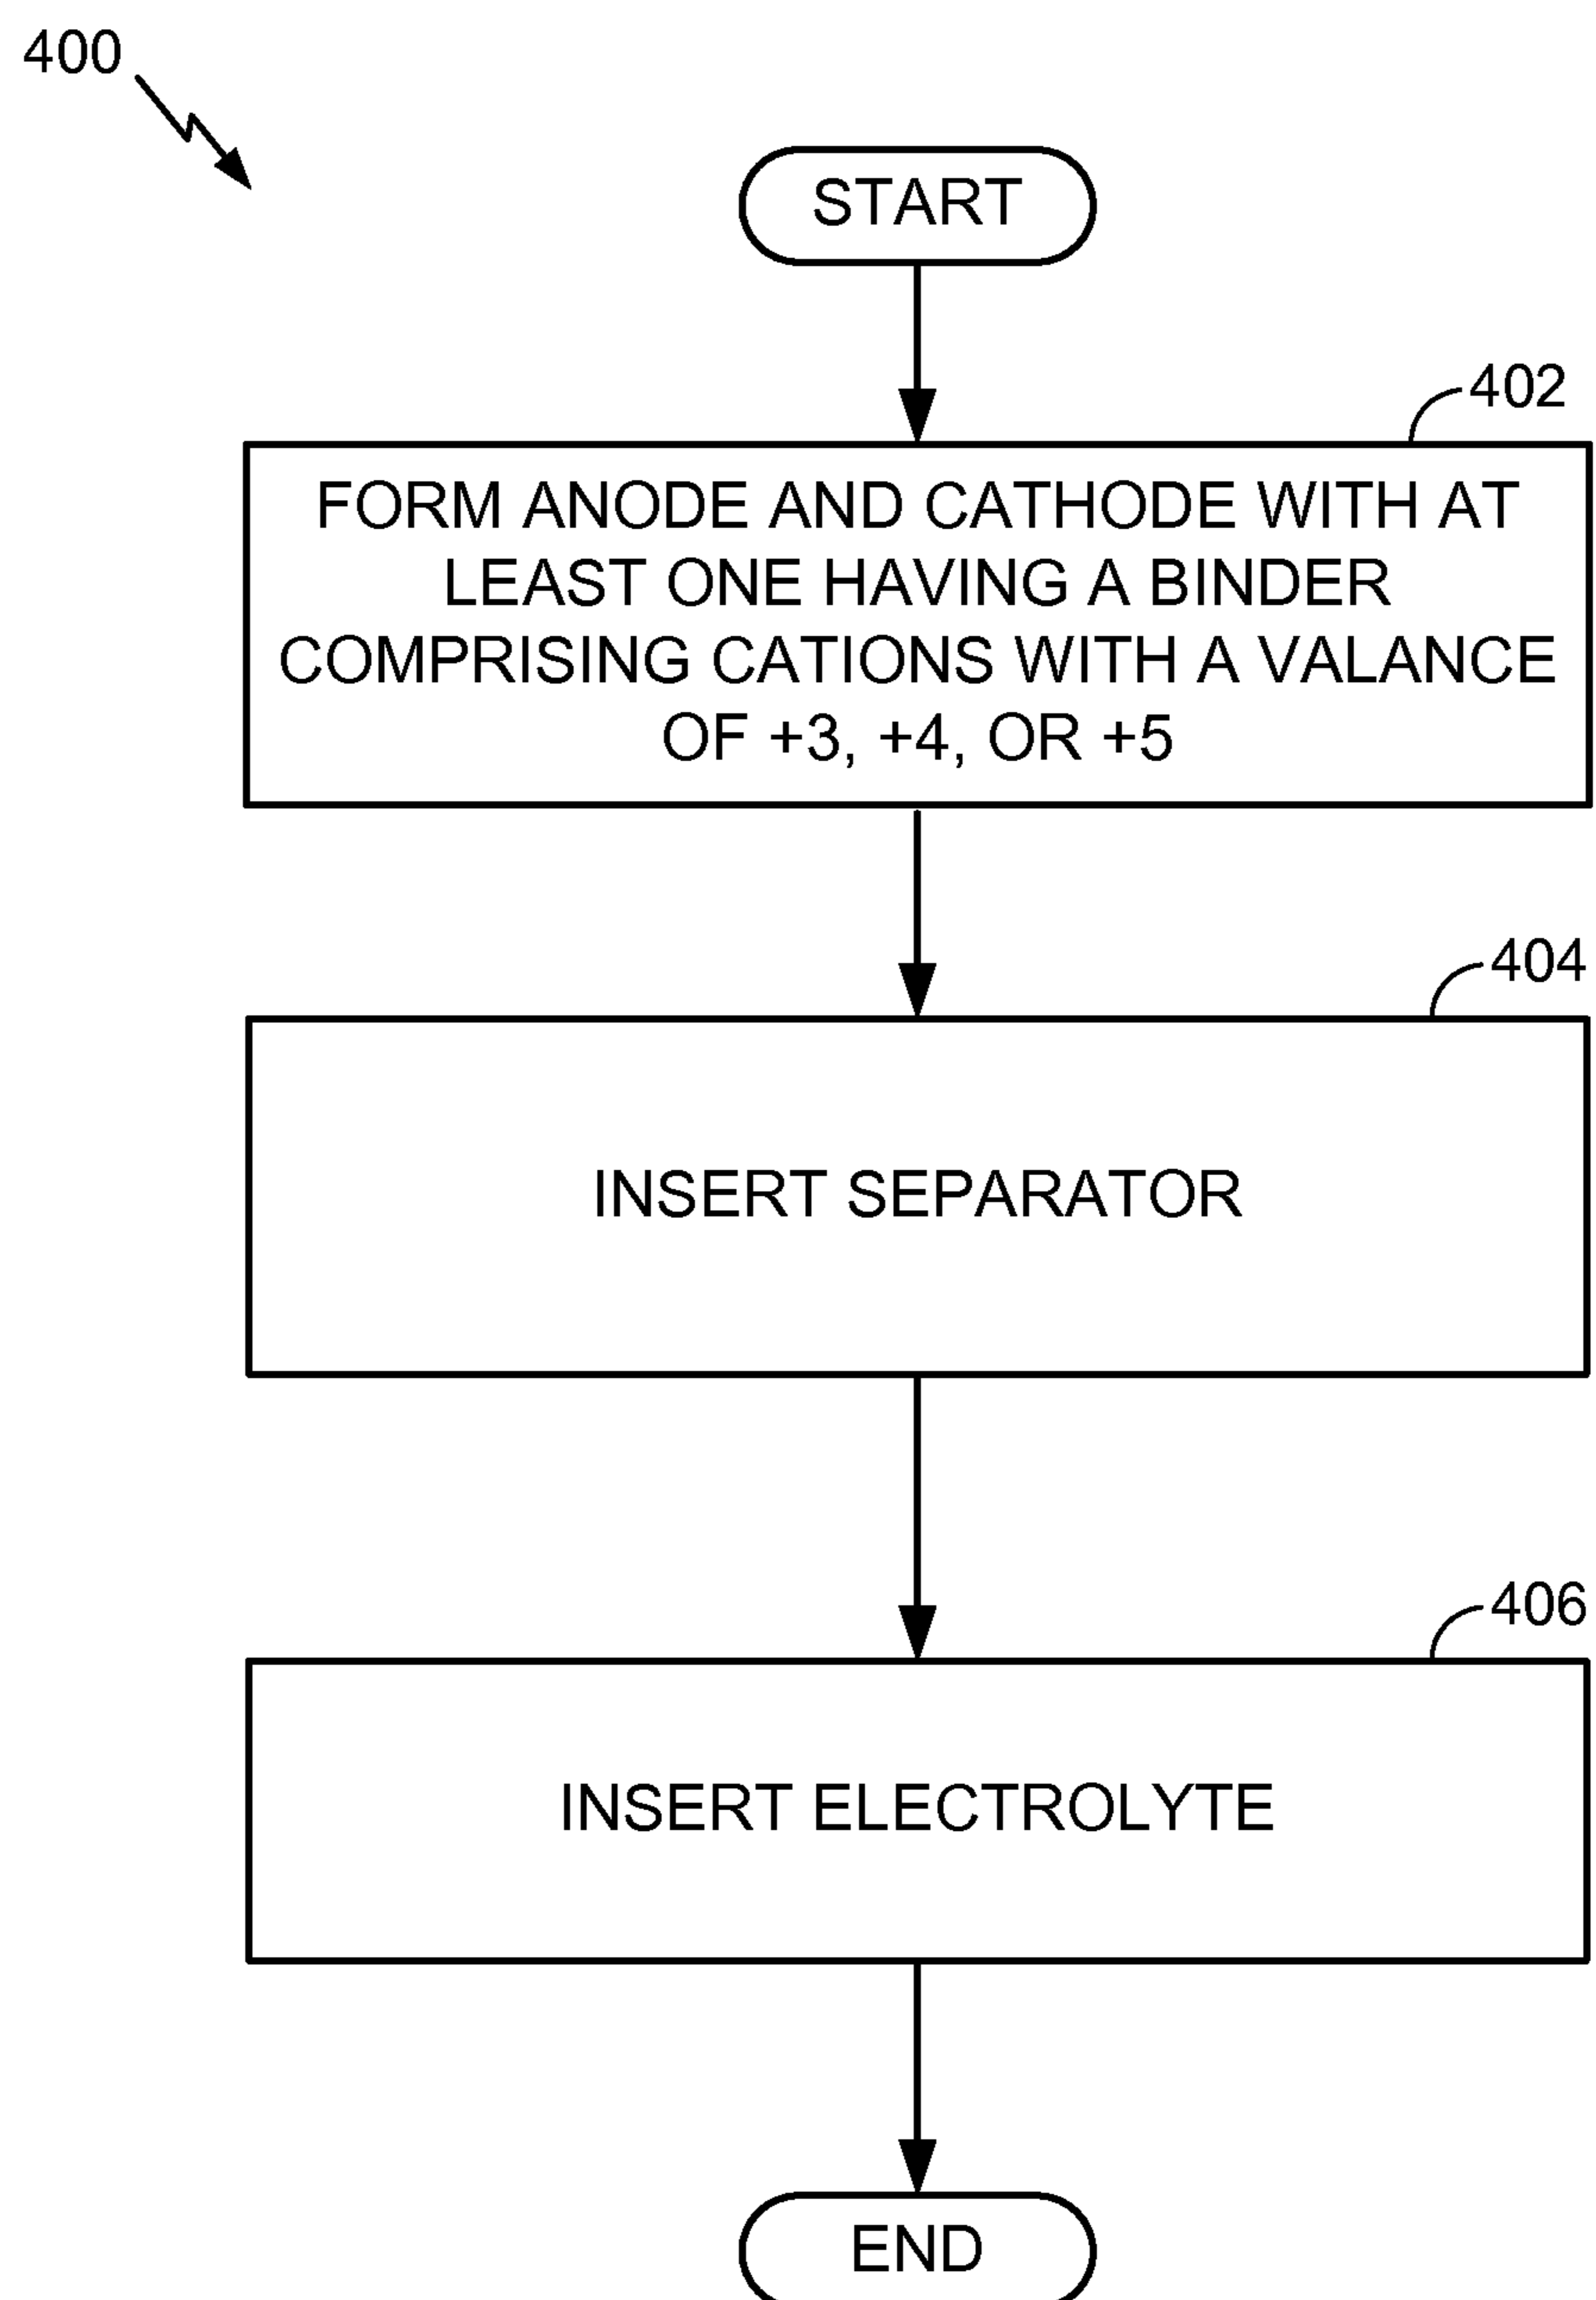 400
START
402
FORM ANODE AND CATHODE WITH AT
LEAST ONE HAVING A BINDER
COMPRISING CATIONS WITH A VALANCE
OF +3, +4, OR +5
404
INSERT SEPARATOR
406
INSERT ELECTROLYTE
END